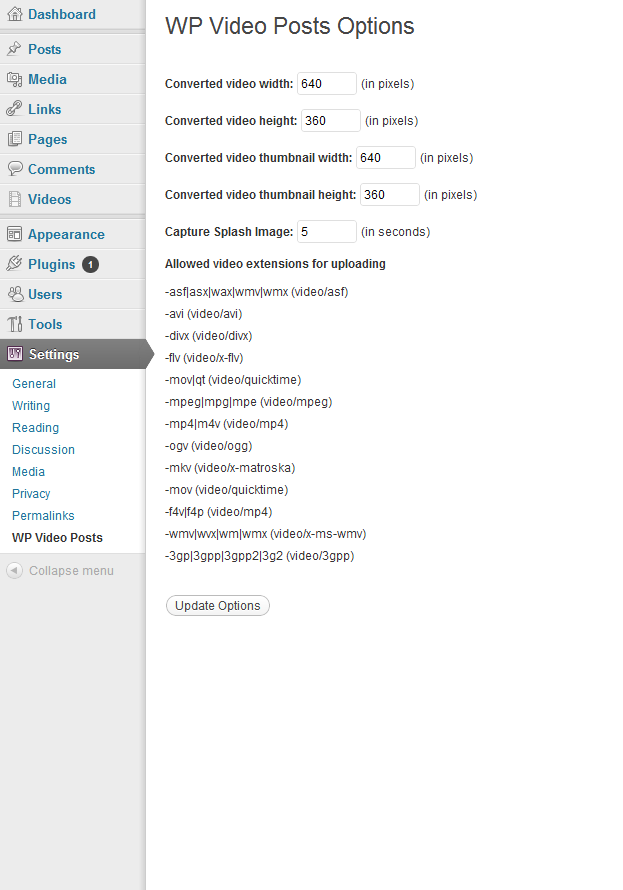 Dashboard
Posts
Media
Links
Pages
Comments
Videos
Appearance
Plugins 1
Users
Tools
Settings
General
Writing
Reading
Discussion
Media
Privacy
Permalinks
WP Video Posts
Collapse menu
WP Video Posts Options
Converted video width: 640 (in pixels)
Converted video height: 360 (in pixels)
Converted video thumbnail width: 640 (in pixels)
Converted video thumbnail height: 360 (in pixels)
Capture Splash Image: 5 (in seconds)
Allowed video extensions for uploading
-asf|asx|wax|wmv|wmx (video/asf)
-avi (video/avi)
-divx (video/divx)
-flv (video/x-flv)
-mov|qt (video/quicktime)
-mpeg|mpg|mpe (video/mpeg)
-mp4|m4v (video/mp4)
-ogv (video/ogg)
-mkv (video/x-matroska)
-mov (video/quicktime)
-f4v|f4p (video/mp4)
-wmv|wvx|wm|wmx (video/x-ms-wmv)
-3gp|3gpp|3gpp2|3g2 (video/3gpp)
Update Options